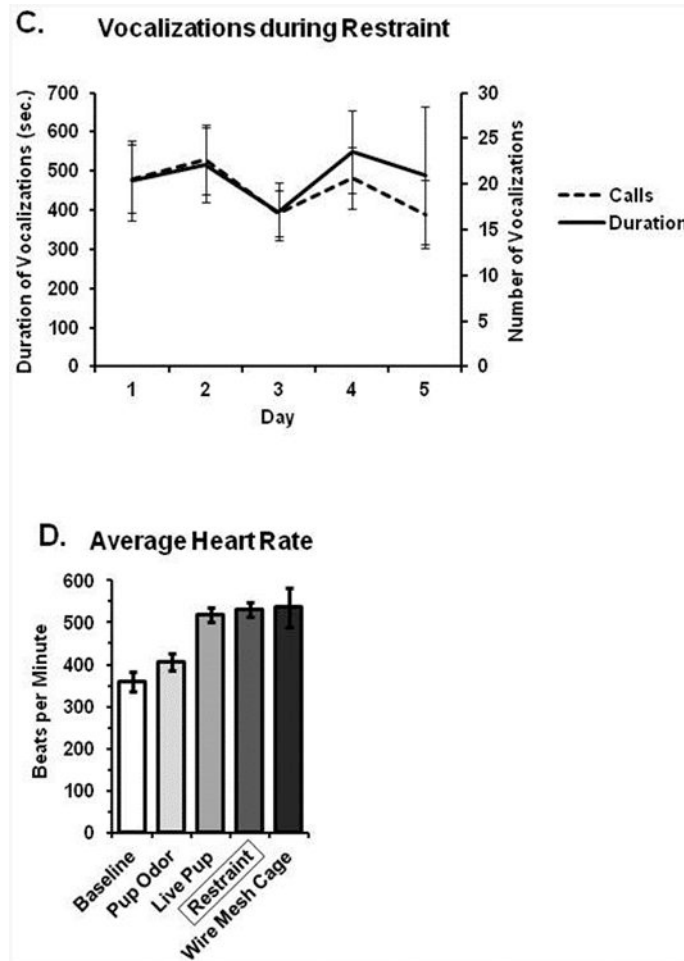 C. Vocalizations during Restraint
Duration of Vocalizations (sec.)
700
600
500
400
300
200
100
0
30
25
20
15
10
5
0
Number of Vocalizations
1 2 3 4 5
Day
Calls
Duration
D. Average Heart Rate
Beats per Minute
600
500
400
300
200
100
0
Baseline
Pup Odor
Live Pup
Restraint
Wire Mesh Cage